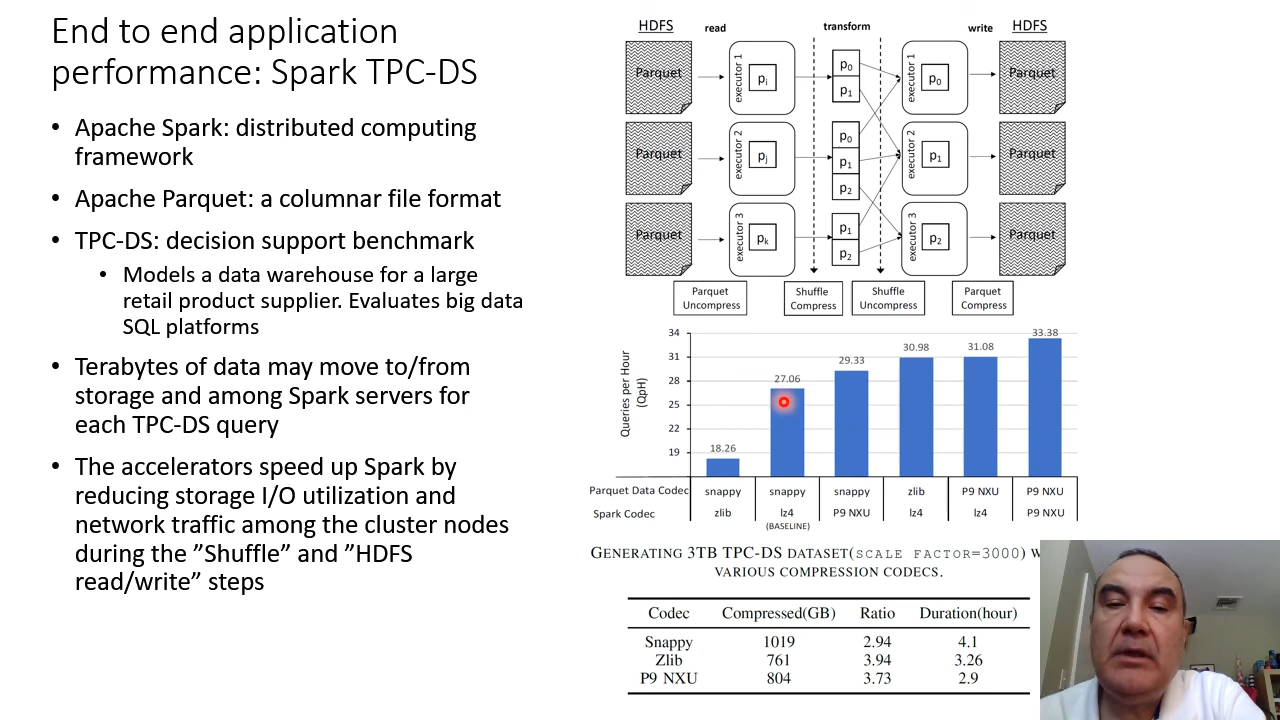 End to end application
performance: Spark TPC-DS
• Apache Spark: distributed computing
framework
• Apache Parquet: a columnar file format
• TPC-DS: decision support benchmark
• Models a data warehouse for a large
retail product supplier. Evaluates big data
SQL platforms
• Terabytes of data may move to/from
storage and among Spark servers for
each TPC-DS query
• The accelerators speed up Spark by
reducing storage I/O utilization and
network traffic among the cluster nodes
during the ”Shuffle” and ”HDFS
read/write” steps
HDFS read transform write HDFS
Parquet executor 1 pi p0 p1 executor 1 p0 Parquet
Parquet executor 2 pj p0 p1 p2 executor 2 p1 Parquet
Parquet executor 3 pk p1 p2 executor 3 p2 Parquet
Parquet Uncompress
Shuffle Compress
Shuffle Uncompress
Parquet Compress
Queries per Hour
(QpH)
34
31
28
25
22
19
18.26
27.06
29.33
30.98
31.08
33.38
Parquet Data Codec snappy snappy snappy zlib P9 NXU P9 NXU
Spark Codec zlib lz4 P9 NXU lz4 lz4 P9 NXU
(BASELINE)
GENERATING 3TB TPC-DS DATASET(SCALE FACTOR=3000)
VARIOUS COMPRESSION CODECS.
Codec Compressed(GB) Ratio Duration(hour)
Snappy 1019 2.94 4.1
Zlib 761 3.94 3.26
P9 NXU 804 3.73 2.9